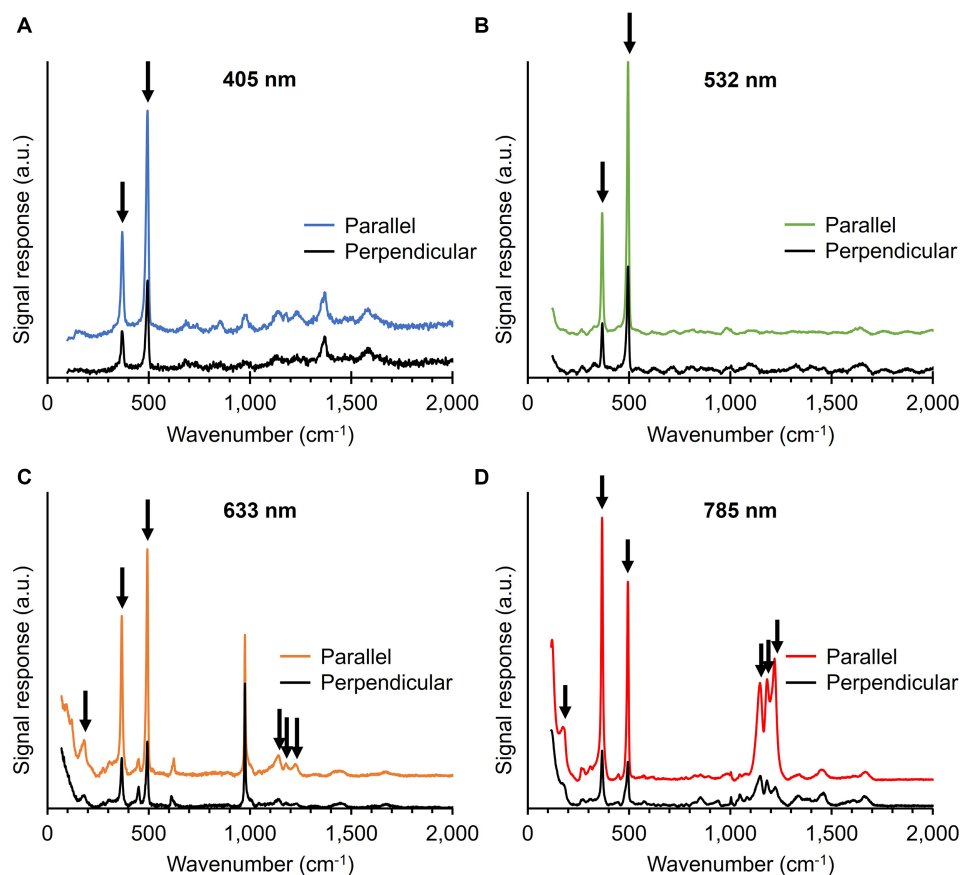 A
405 nm
Signal response (a.u.)
Parallel
Perpendicular
0 500 1,000 1,500 2,000
Wavenumber (cm-1)
B
532 nm
Signal response (a.u.)
Parallel
Perpendicular
0 500 1,000 1,500 2,000
Wavenumber (cm-1)
C
633 nm
Signal response (a.u.)
Parallel
Perpendicular
0 500 1,000 1,500 2,000
Wavenumber (cm-1)
D
785 nm
Signal response (a.u.)
Parallel
Perpendicular
0 500 1,000 1,500 2,000
Wavenumber (cm-1)